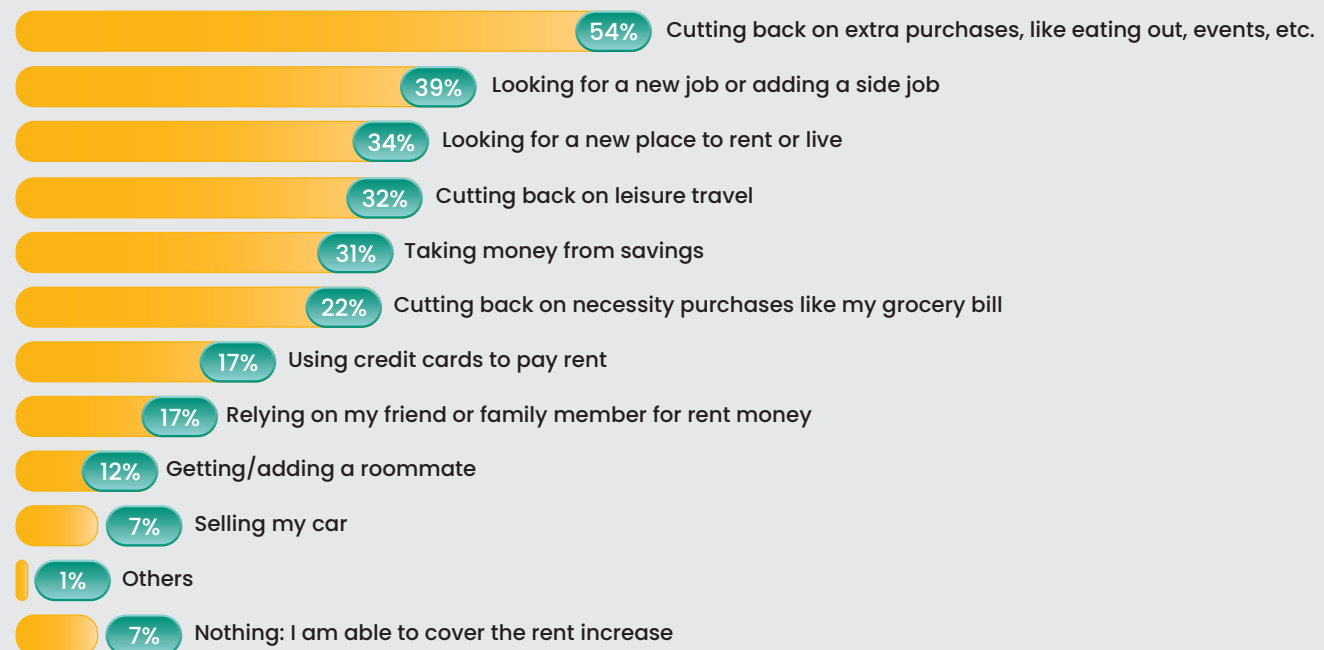 54% Cutting back on extra purchases, like eating out, events, etc.
39% Looking for a new job or adding a side job
34% Looking for a new place to rent or live
32% Cutting back on leisure travel
31% Taking money from savings
22% Cutting back on necessity purchases like my grocery bill
17% Using credit cards to pay rent
17% Relying on my friend or family member for rent money
12% Getting/adding a roommate
7% Selling my car
1% Others
7% Nothing: I am able to cover the rent increase